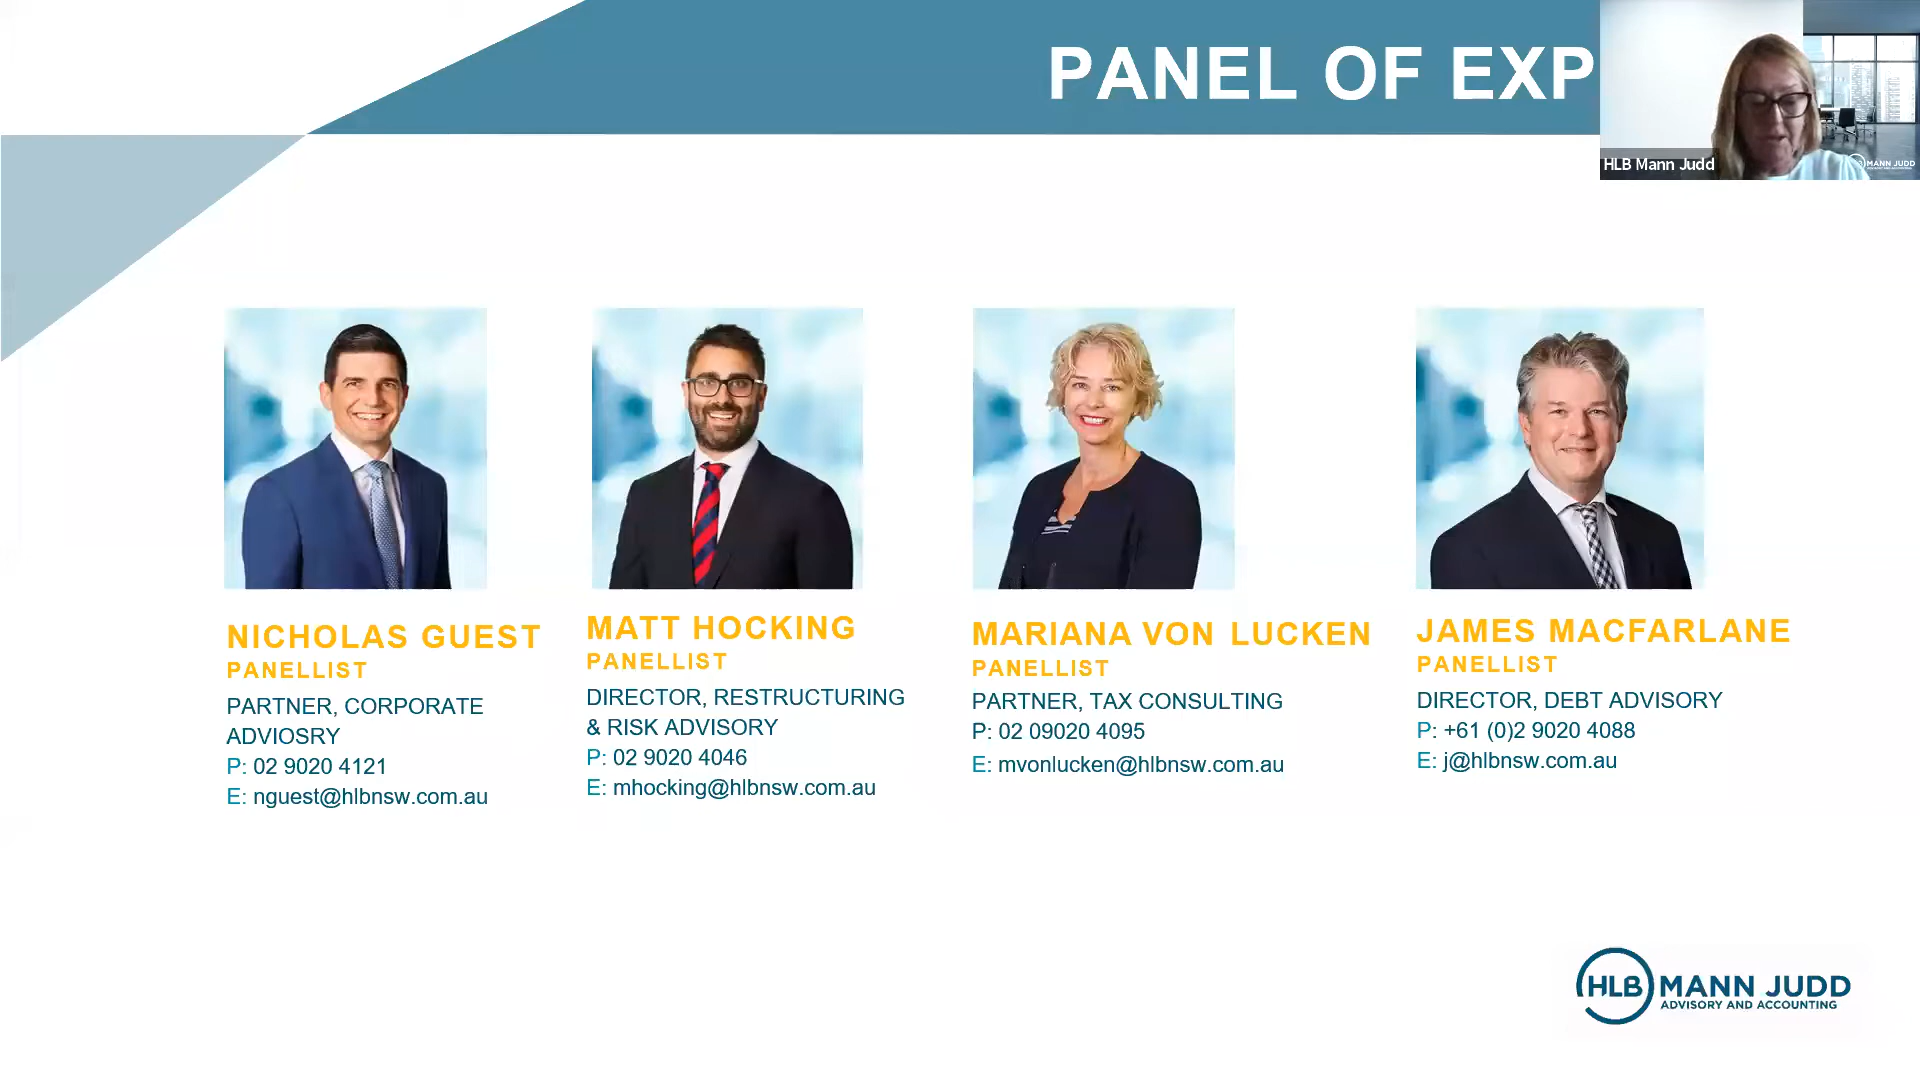 PANEL OF EXP
HLB Mann Judd
MANN JUDD
NICHOLAS GUEST
PANELLIST
PARTNER, CORPORATE
ADVIOSRY
P: 02 9020 4121
E: nguest@hlbnsw.com.au
MATT HOCKING
PANELLIST
DIRECTOR, RESTRUCTURING
& RISK ADVISORY
P: 02 9020 4046
E: mhocking@hlbnsw.com.au
MARIANA VON LUCKEN
PANELLIST
PARTNER, TAX CONSULTING
P: 02 09020 4095
E: mvonlucken@hlbnsw.com.au
JAMES MACFARLANE
PANELLIST
DIRECTOR, DEBT ADVISORY
P: +61 (0)2 9020 4088
E: j@hlbnsw.com.au
HLB MANN JUDD
ADVISORY AND ACCOUNTING